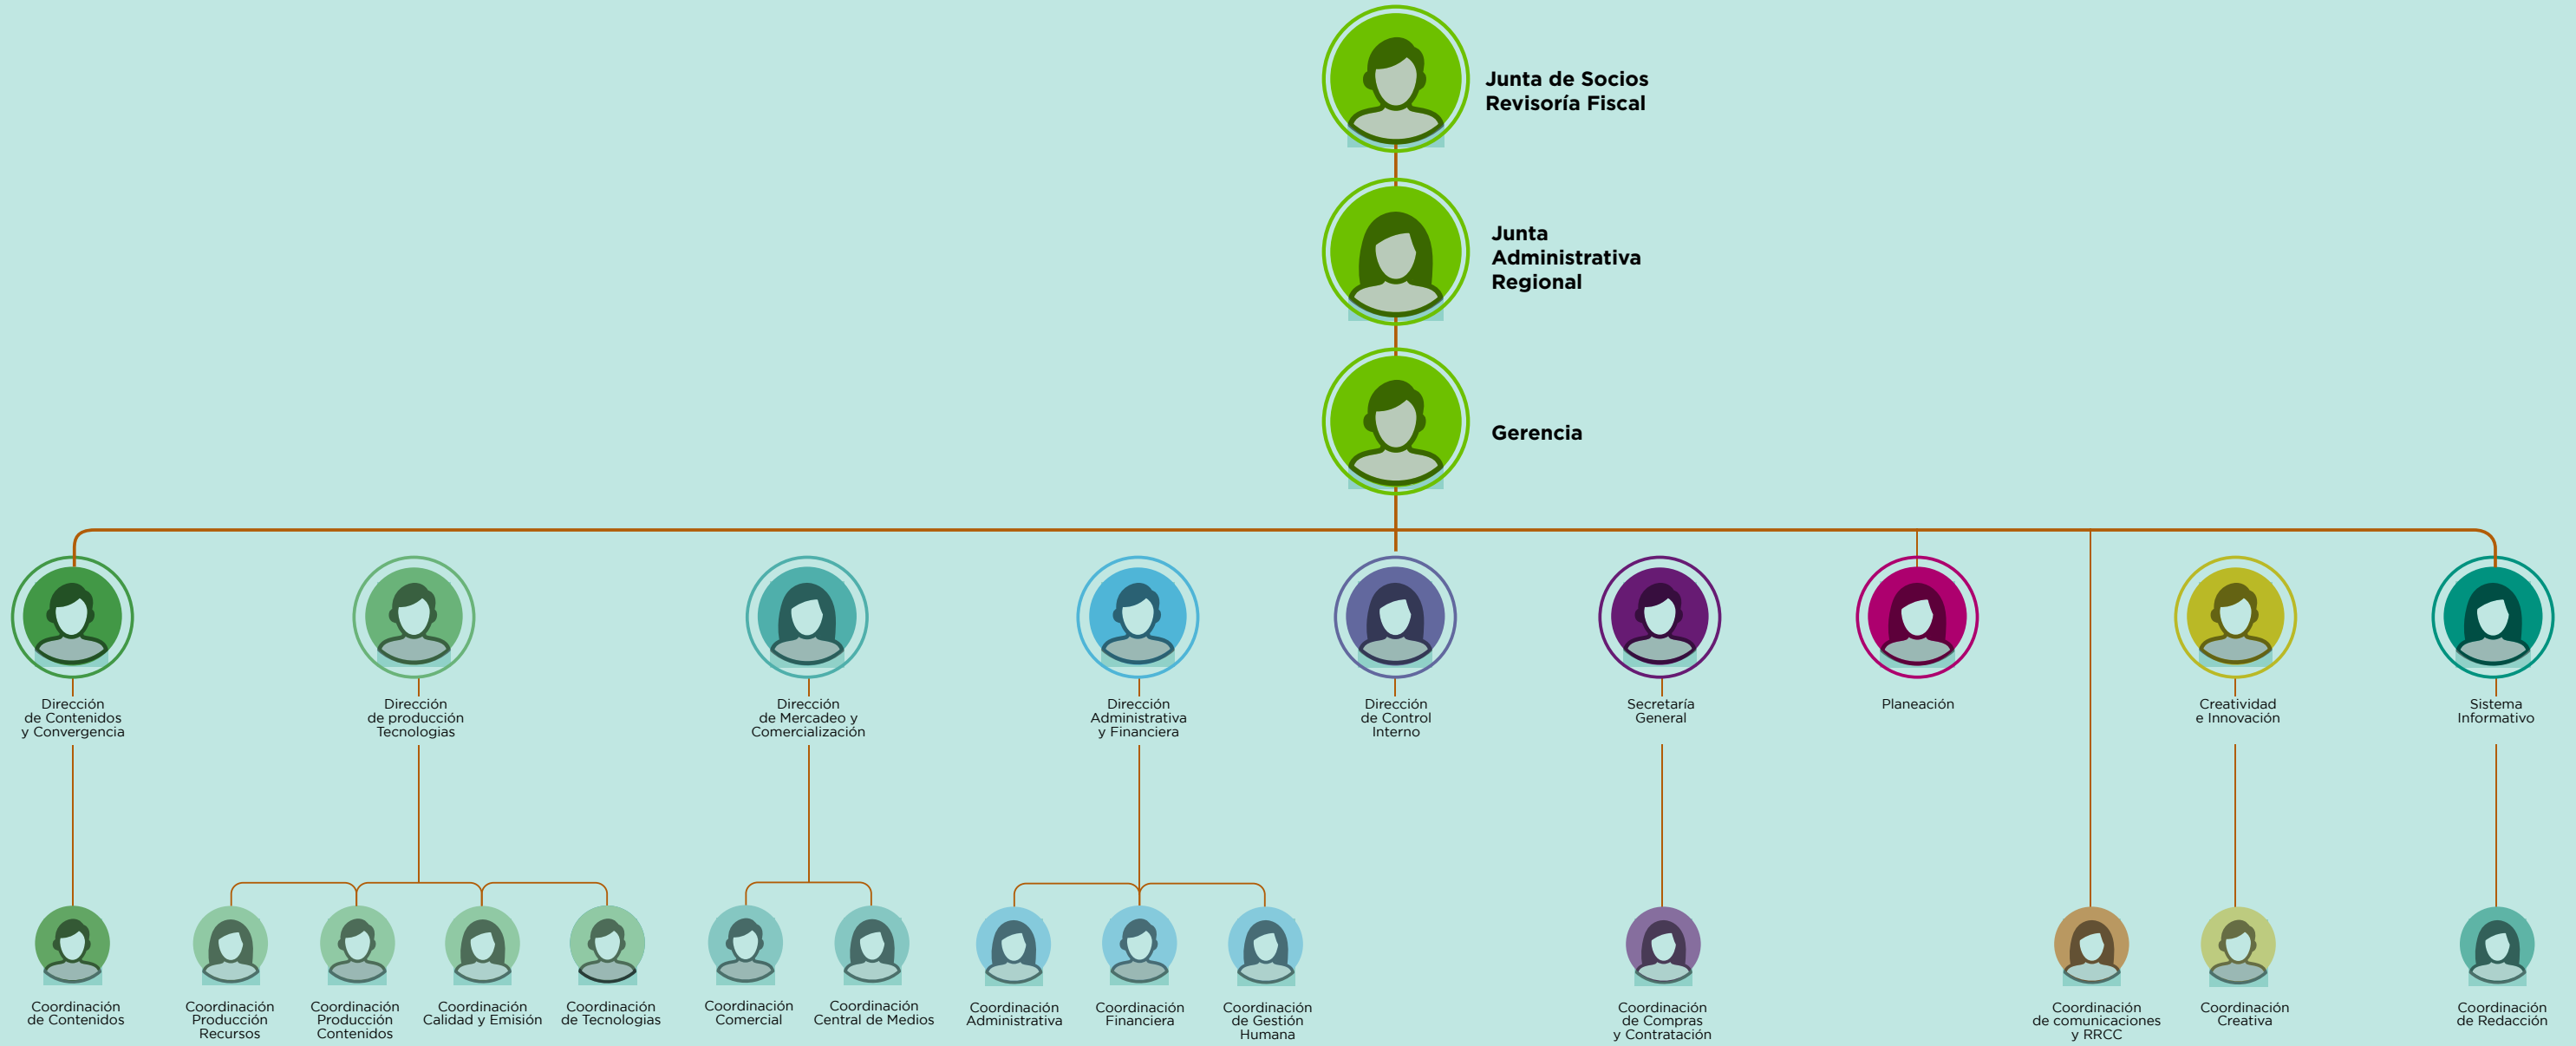 Junta de Socios
Revisoría Fiscal
Junta
Administrativa
Regional
Gerencia
Dirección
de Contenidos
y Convergencia
Dirección
de producción
Tecnologias
Dirección
de Mercadeo y
Comercialización
Dirección
Administrativa
y Financiera
Dirección
de Control
Interno
Secretaría
General
Planeación
Creatividad
e Innovación
Sistema
Informativo
Coordinación
de Contenidos
Coordinación
Producción
Recursos
Coordinación
Producción
Contenidos
Coordinación
Calidad y Emisión
Coordinación
de Tecnologias
Coordinación
Comercial
Coordinación
Central de Medios
Coordinación
Administrativa
Coordinación
Financiera
Coordinación
de Gestión
Humana
Coordinación
de Compras
y Contratación
Coordinación
de comunicaciones
y RRCC
Coordinación
Creativa
Coordinación
de Redacción